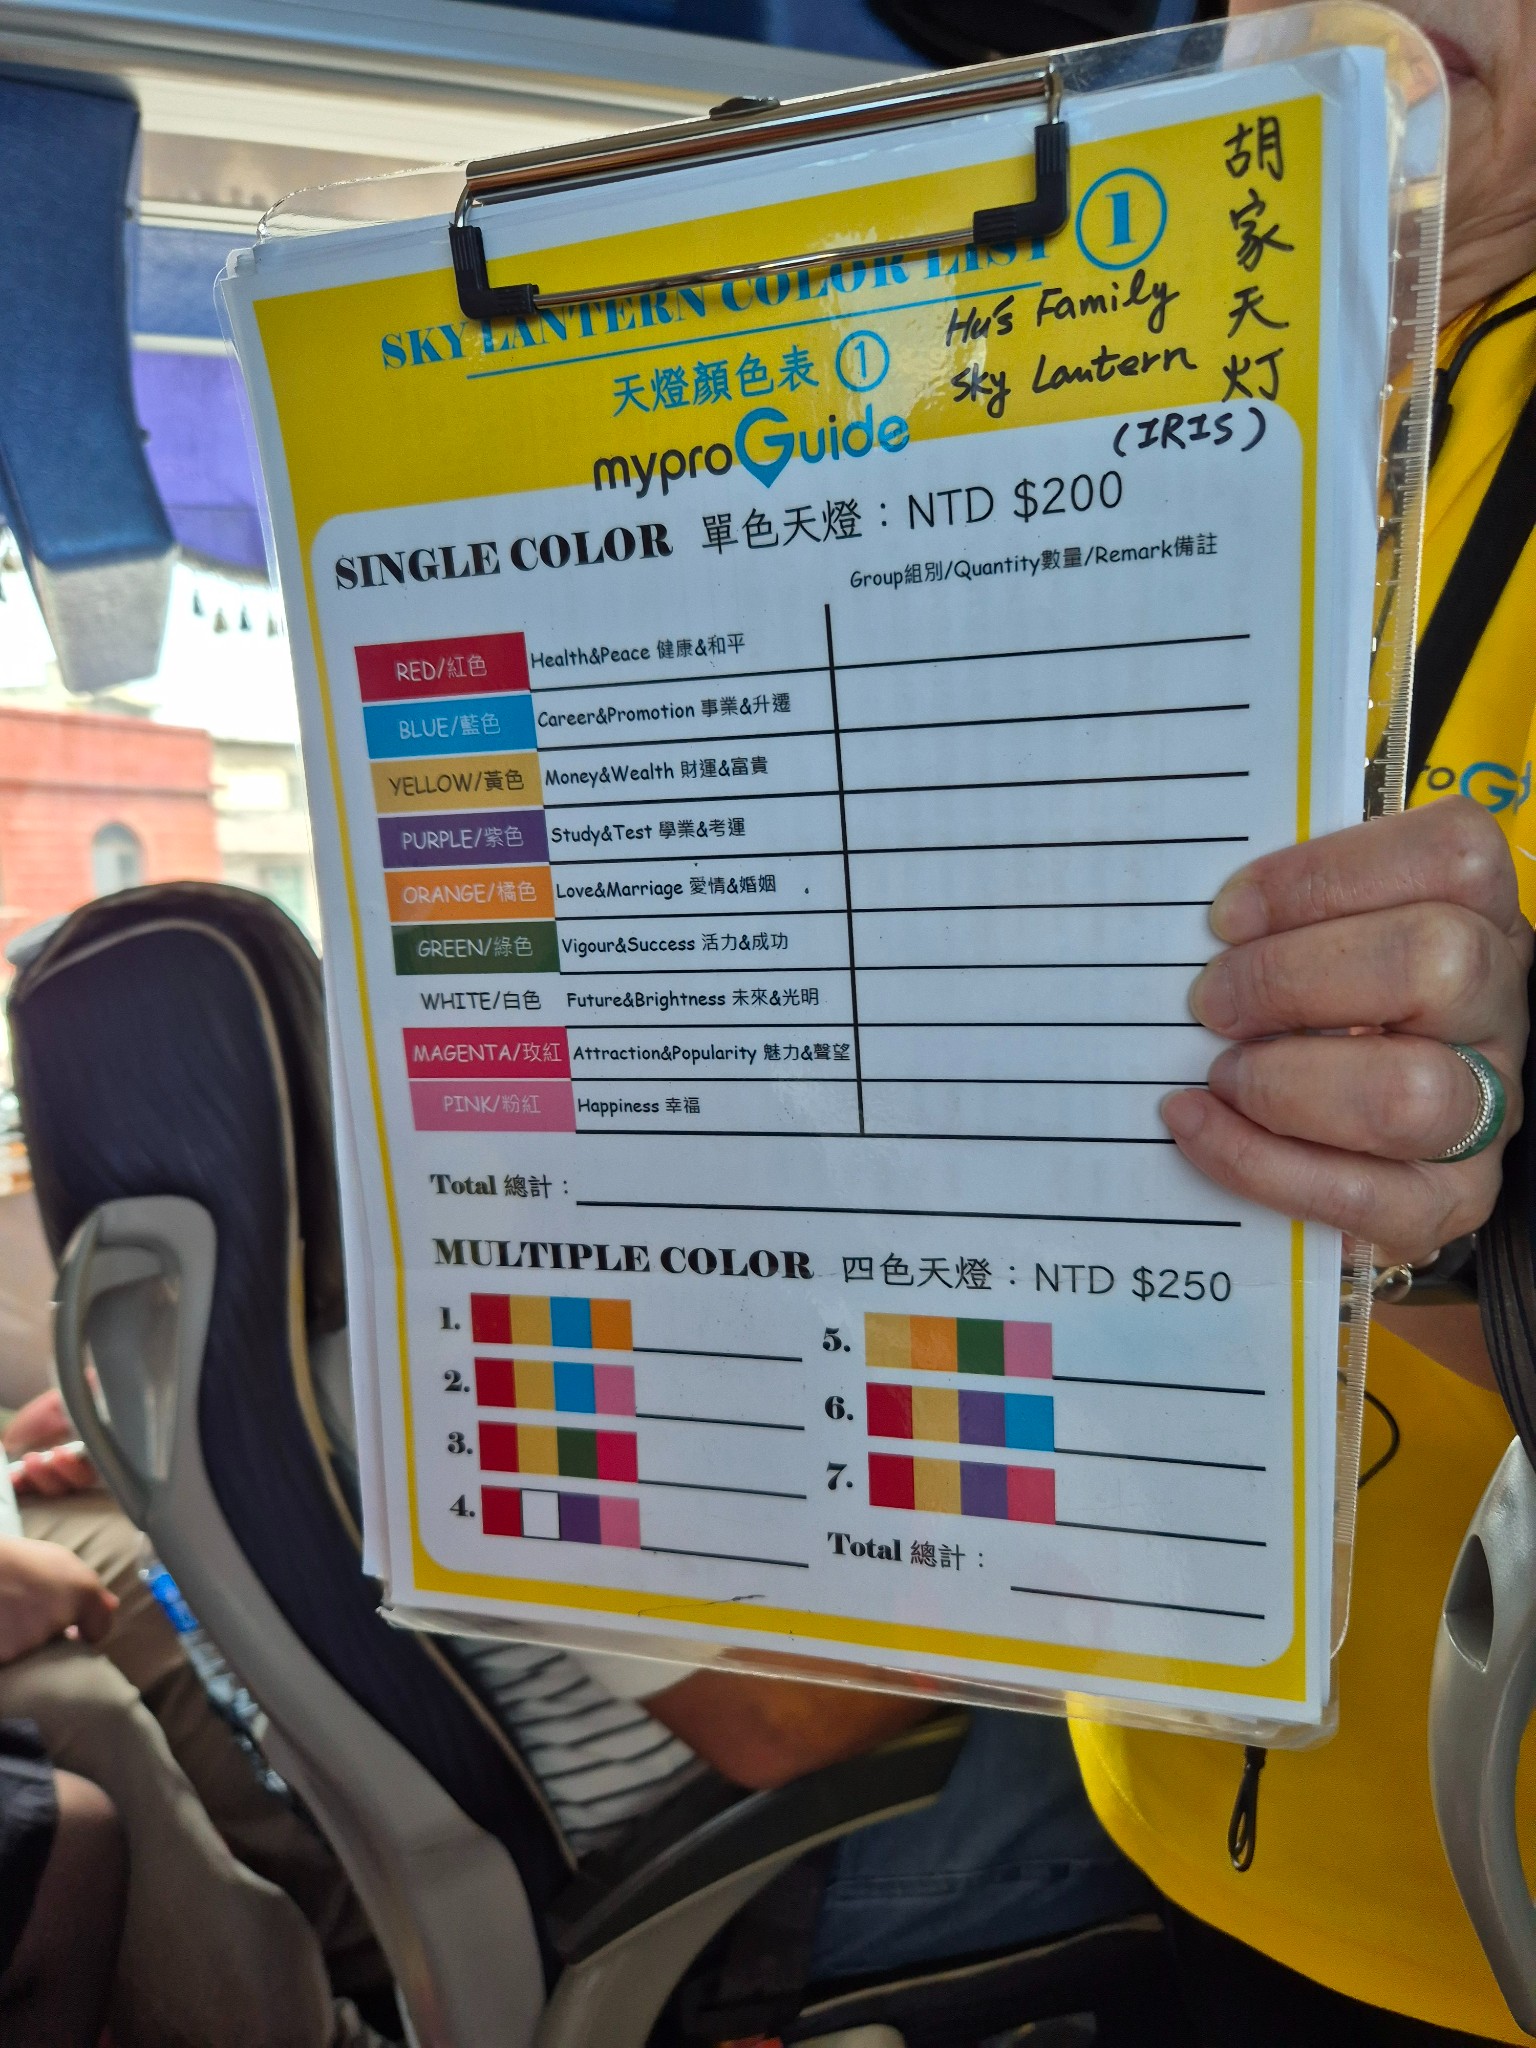 SKY LANTERN COLOR LIST 1
天燈顏色表 1
myproGuide
Hu's Family
sky Lantern
胡家天灯
(IRIS)
SINGLE COLOR 單色天燈：NTD $200
Group組別/Quantity數量/Remark備註
RED/紅色 Health&Peace 健康&和平
BLUE/藍色 Career&Promotion 事業&升遷
YELLOW/黃色 Money&Wealth 財運&富貴
PURPLE/紫色 Study&Test 學業&考運
ORANGE/橘色 Love&Marriage 愛情&婚姻
GREEN/綠色 Vigour&Success 活力&成功
WHITE/白色 Future&Brightness 未來&光明
MAGENTA/玫紅 Attraction&Popularity 魅力&聲望
PINK/粉紅 Happiness 幸福
Total 總計：
MULTIPLE COLOR 四色天燈：NTD $250
1.
2.
3.
4.
5.
6.
7.
Total 總計：